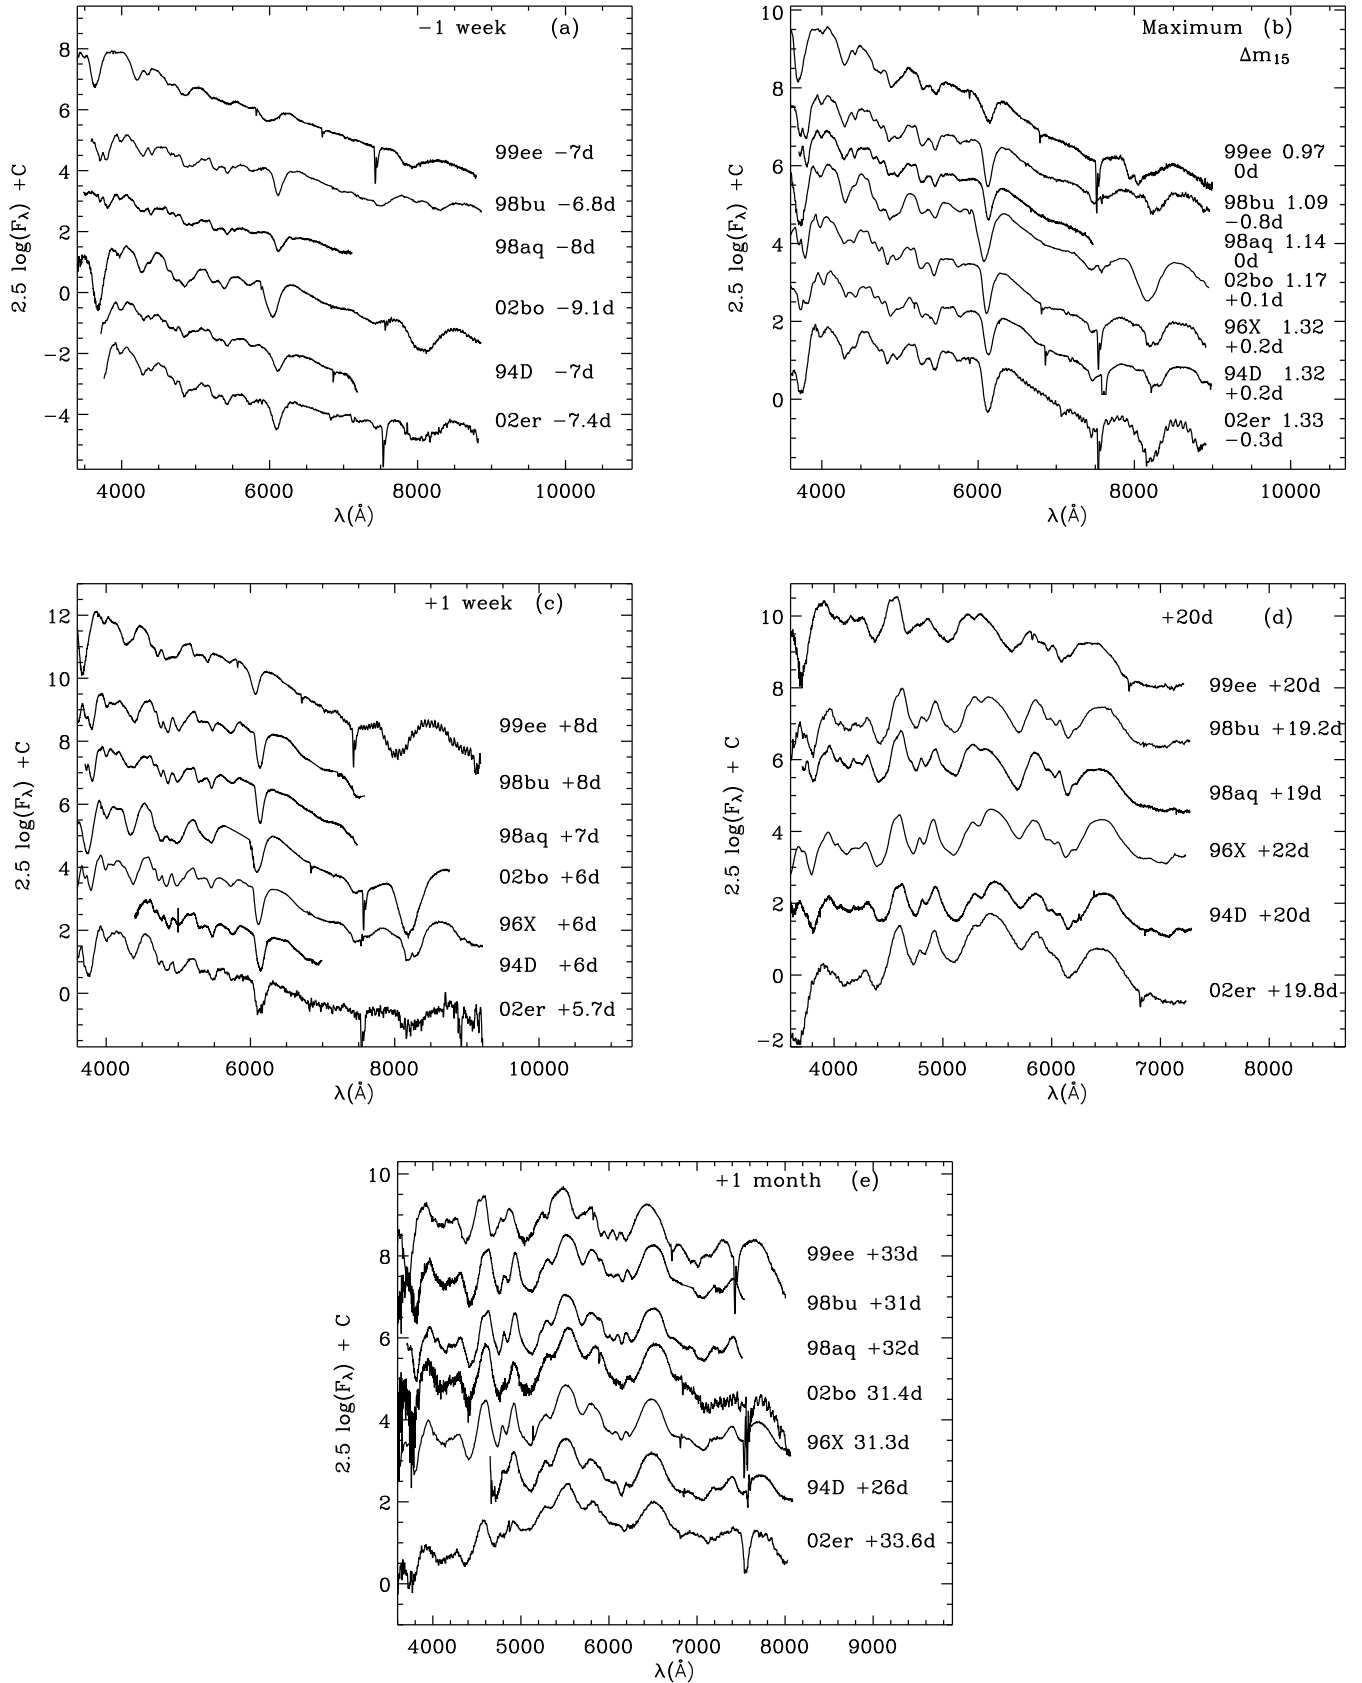 −1 week (a)
8
6
4
2
0
−2
−4
2.5 log(Fλ) +C
99ee −7d
98bu −6.8d
98aq −8d
02bo −9.1d
94D −7d
02er −7.4d
4000 6000 8000 10000
λ(Å)
Maximum (b)
Δm15
10
8
6
4
2
0
2.5 log(Fλ) +C
99ee 0.97
0d
98bu 1.09
−0.8d
98aq 1.14
0d
02bo 1.17
+0.1d
96X 1.32
+0.2d
94D 1.32
+0.2d
02er 1.33
−0.3d
4000 6000 8000 10000
λ(Å)
+1 week (c)
12
10
8
6
4
2
0
2.5 log(Fλ) +C
99ee +8d
98bu +8d
98aq +7d
02bo +6d
96X +6d
94D +6d
02er +5.7d
4000 6000 8000 10000
λ(Å)
+20d (d)
10
8
6
4
2
0
−2
2.5 log(Fλ) + C
99ee +20d
98bu +19.2d
98aq +19d
96X +22d
94D +20d
02er +19.8d
4000 5000 6000 7000 8000
λ(Å)
+1 month (e)
10
8
6
4
2
0
2.5 log(Fλ) + C
99ee +33d
98bu +31d
98aq +32d
02bo 31.4d
96X 31.3d
94D +26d
02er +33.6d
4000 5000 6000 7000 8000 9000
λ(Å)